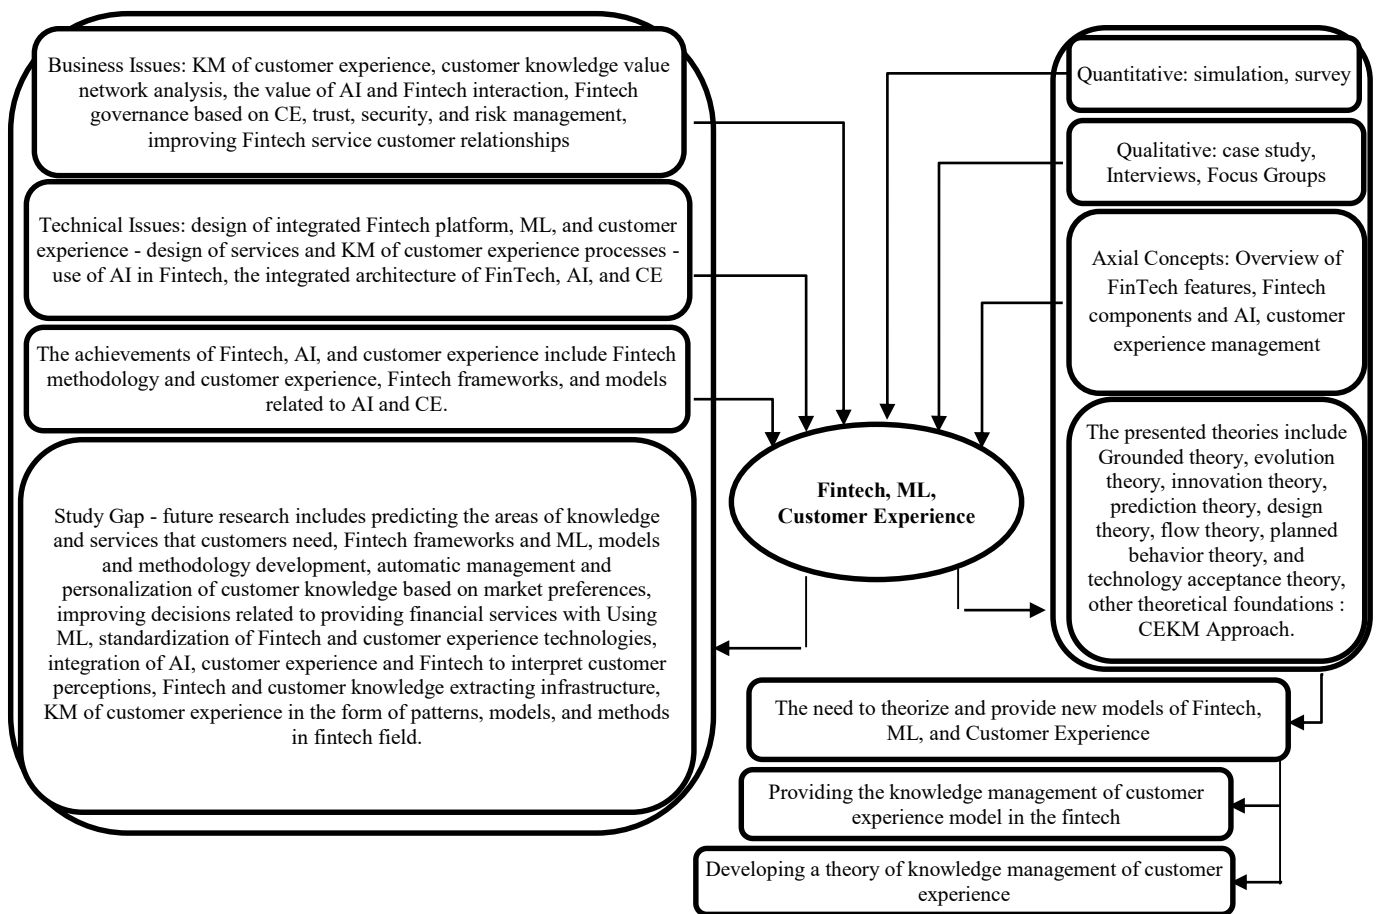 Business Issues: KM of customer experience, customer knowledge value
network analysis, the value of AI and Fintech interaction, Fintech
governance based on CE, trust, security, and risk management,
improving Fintech service customer relationships
Technical Issues: design of integrated Fintech platform, ML, and customer
experience - design of services and KM of customer experience processes -
use of AI in Fintech, the integrated architecture of FinTech, AI, and CE
The achievements of Fintech, AI, and customer experience include Fintech
methodology and customer experience, Fintech frameworks, and models
related to AI and CE.
Study Gap - future research includes predicting the areas of knowledge
and services that customers need, Fintech frameworks and ML, models
and methodology development, automatic management and
personalization of customer knowledge based on market preferences,
improving decisions related to providing financial services with Using
ML, standardization of Fintech and customer experience technologies,
integration of AI, customer experience and Fintech to interpret customer
perceptions, Fintech and customer knowledge extracting infrastructure,
KM of customer experience in the form of patterns, models, and methods
in fintech field.
Fintech, ML,
Customer Experience
Quantitative: simulation, survey
Qualitative: case study,
Interviews, Focus Groups
Axial Concepts: Overview of
FinTech features, Fintech
components and AI, customer
experience management
The presented theories include
Grounded theory, evolution
theory, innovation theory,
prediction theory, design
theory, flow theory, planned
behavior theory, and
technology acceptance theory,
other theoretical foundations :
CEKM Approach.
The need to theorize and provide new models of Fintech,
ML, and Customer Experience
Providing the knowledge management of customer
experience model in the fintech
Developing a theory of knowledge management of customer
experience